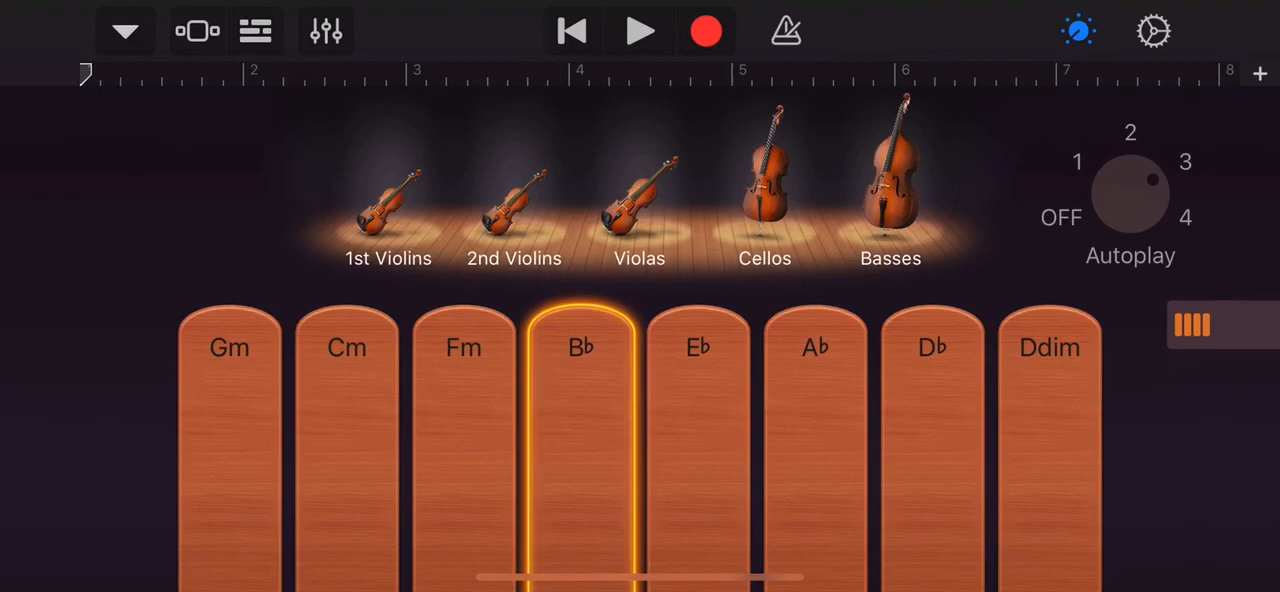 2 3 4 5 6 7 8
1 2 3 4 OFF
Autoplay
1st Violins 2nd Violins Violas Cellos Basses
Gm Cm Fm B♭ E♭ A♭ D♭ Ddim